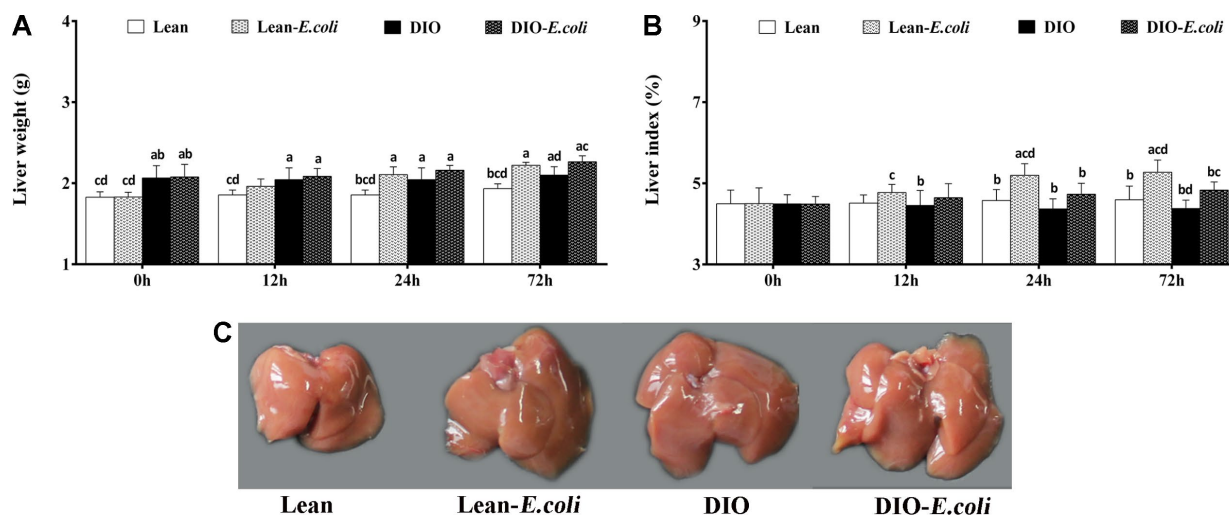 A
Lean
Lean-E.coli
DIO
DIO-E.coli
Liver weight (g)
4
3
2
1
cd
cd
ab
ab
cd
a
a
bcd
a
a
a
bcd
a
ad
ac
0h
12h
24h
72h
B
Lean
Lean-E.coli
DIO
DIO-E.coli
Liver index (%)
9
7
5
3
c
b
b
acd
b
b
b
acd
bd
bc
0h
12h
24h
72h
C
Lean
Lean-E.coli
DIO
DIO-E.coli